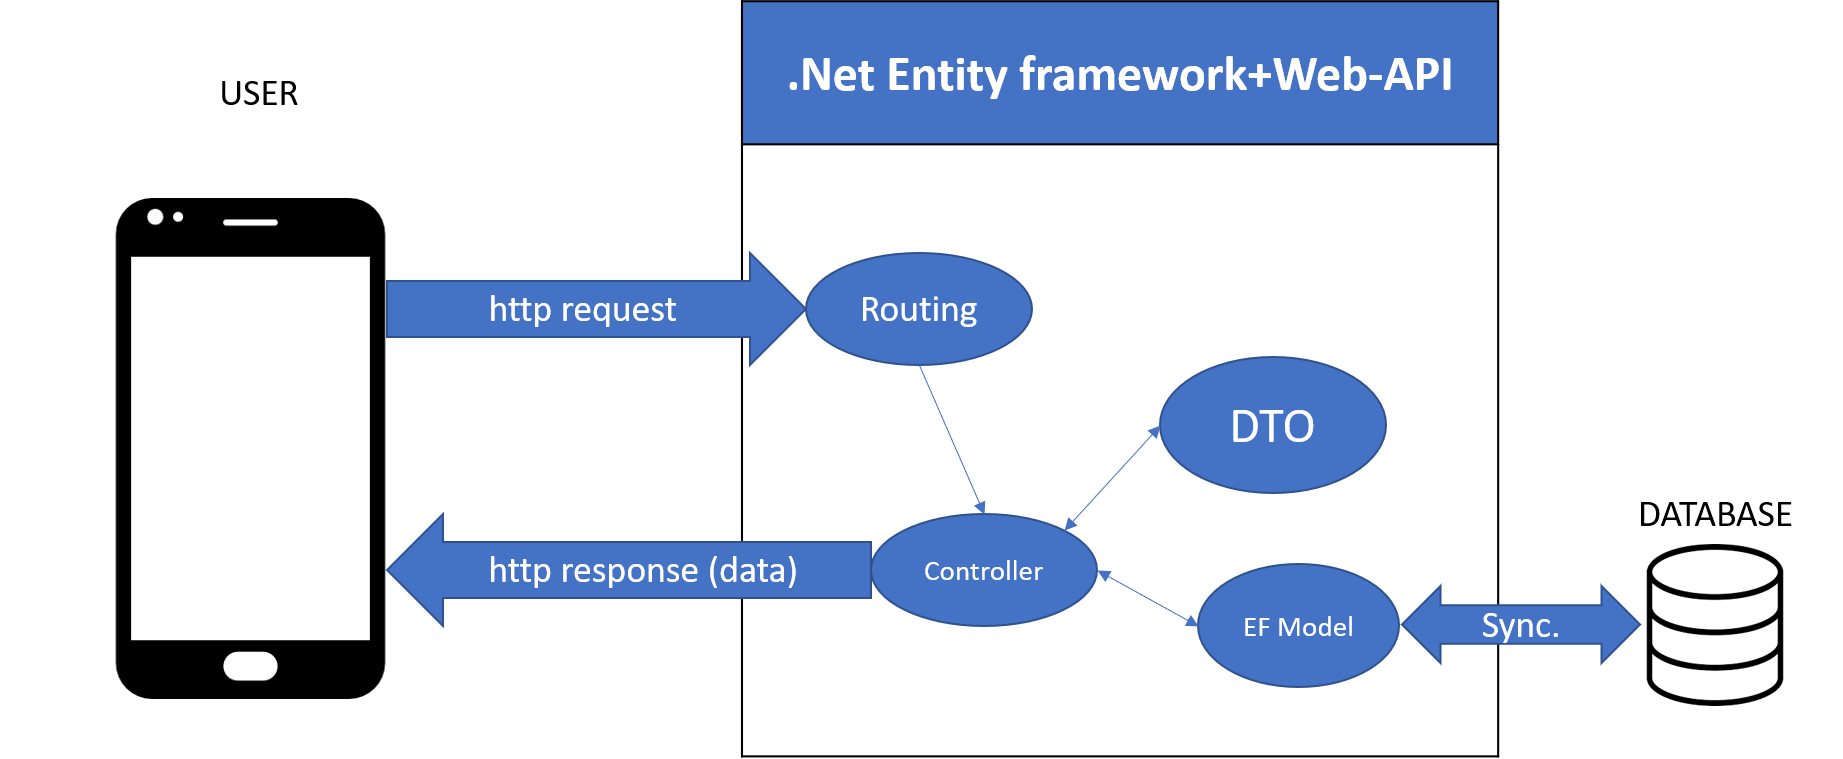 .Net Entity framework+Web-API
USER
http request
Routing
DTO
DATABASE
http response (data)
Controller
EF Model
Sync.